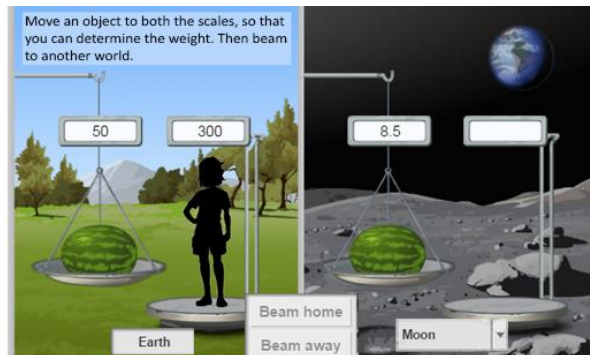 Move an object to both the scales, so that
you can determine the weight. Then beam
to another world.
50
300
8.5
Beam home
Earth
Beam away
Moon